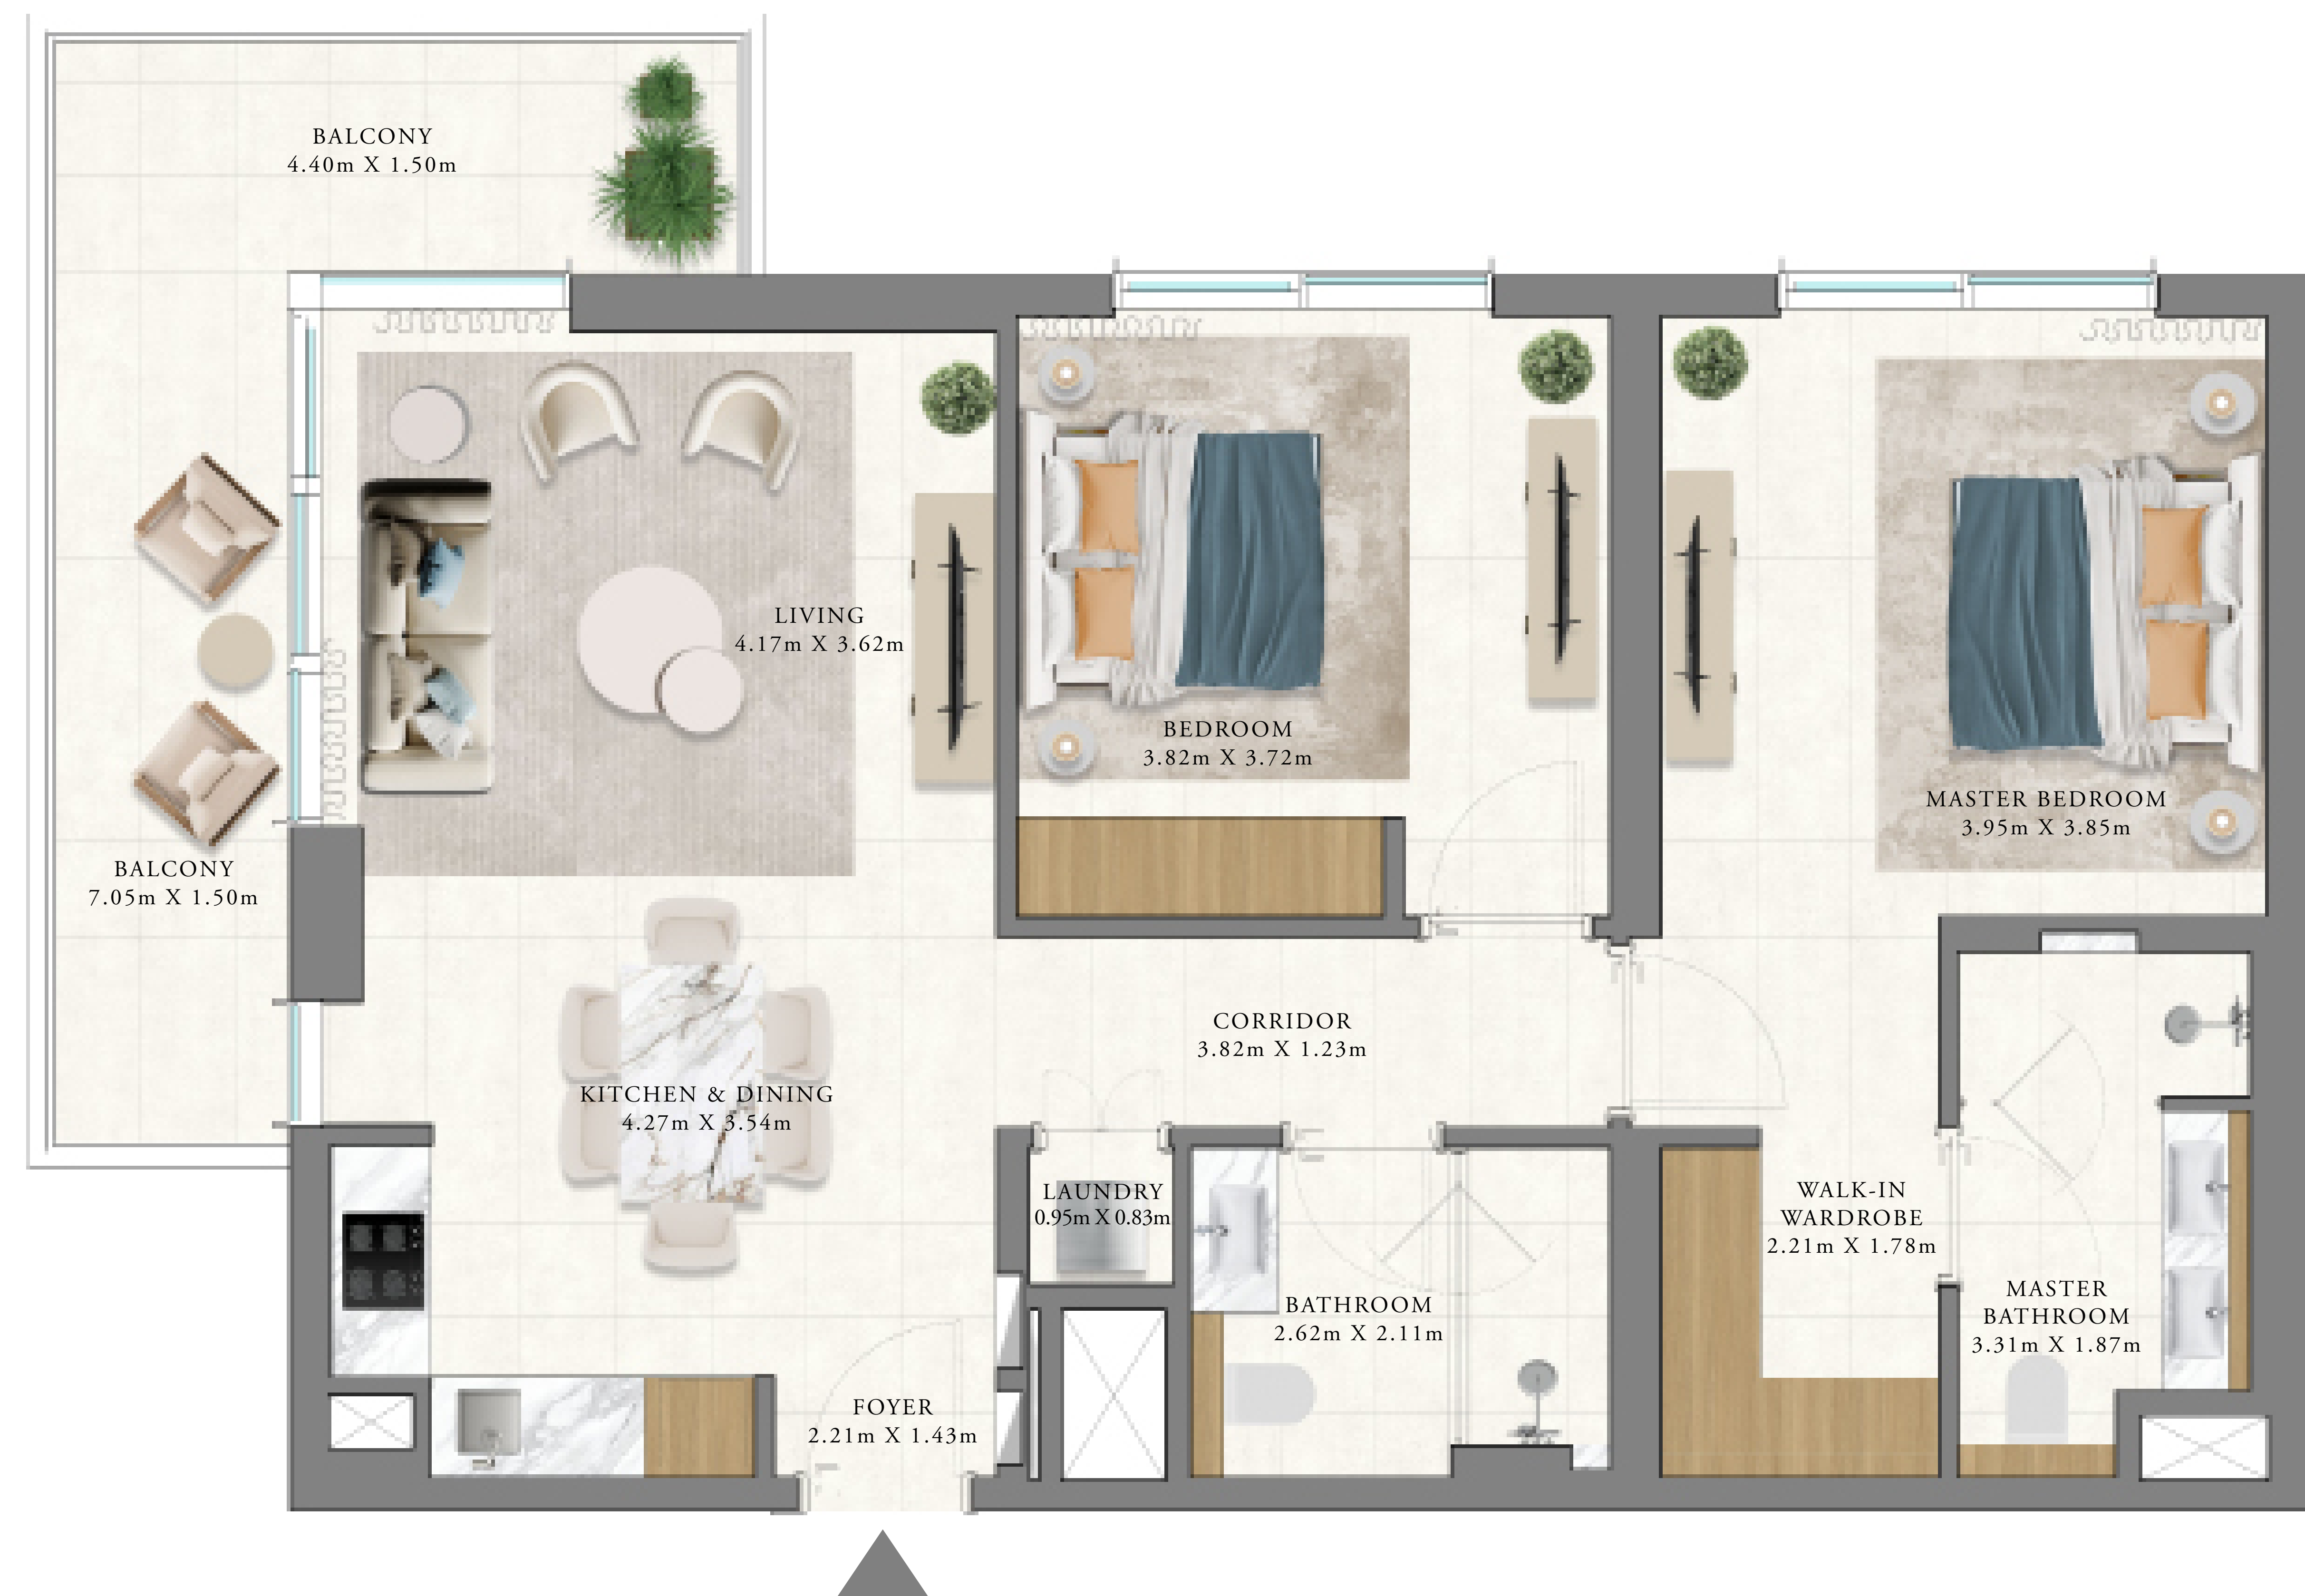 BALCONY
4.40m X 1.50m
LIVING
4.17m X 3.62m
BEDROOM
3.82m X 3.72m
MASTER BEDROOM
3.95m X 3.85m
BALCONY
7.05m X 1.50m
CORRIDOR
3.82m X 1.23m
KITCHEN & DINING
4.27m X 3.54m
LAUNDRY
0.95m X 0.83m
WALK-IN
WARDROBE
2.21m X 1.78m
BATHROOM
2.62m X 2.11m
MASTER
BATHROOM
3.31m X 1.87m
FOYER
2.21m X 1.43m